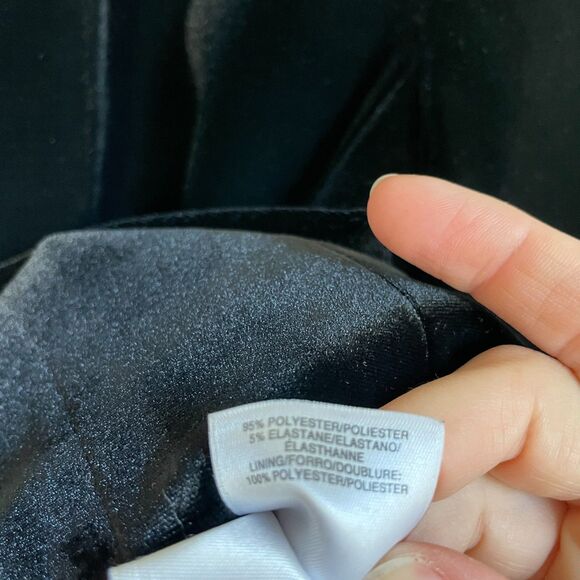 95% POLYESTER/POLIESTER
5% ELASTANE/ELASTANO/
ÉLASTHANNE
LINING/FORRO/DOUBLURE:
100% POLYESTER/POLIESTER